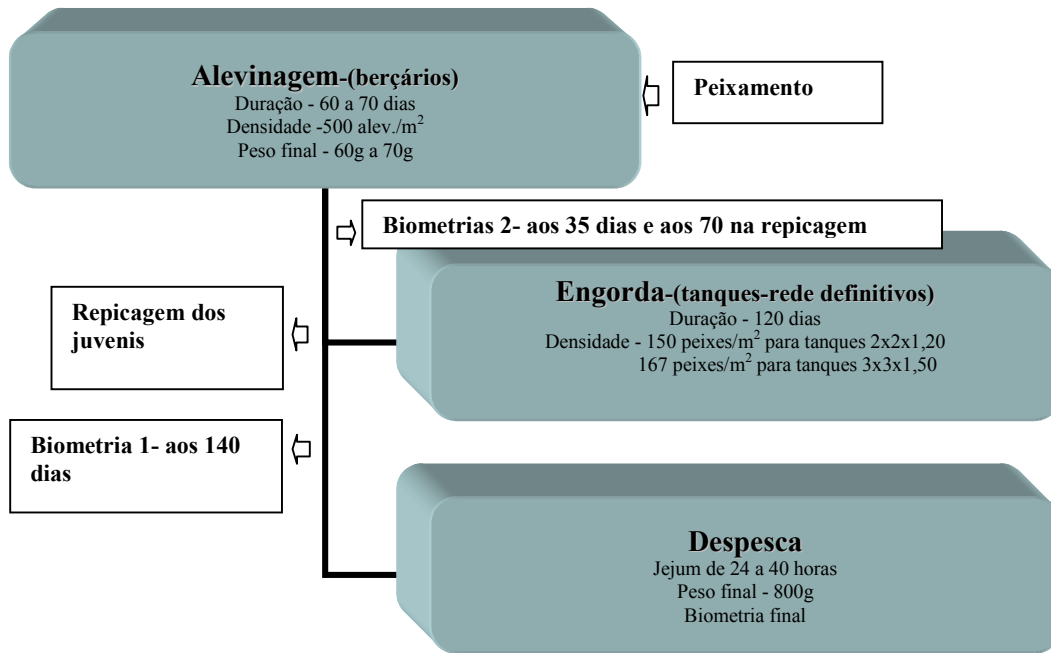 Alevinagem-(berçários)
Duração - 60 a 70 dias
Densidade -500 alev./m²
Peso final - 60g a 70g
Peixamento
Biometrias 2- aos 35 dias e aos 70 na repicagem
Engorda-(tanques-rede definitivos)
Duração - 120 dias
Densidade - 150 peixes/m² para tanques 2x2x1,20
167 peixes/m² para tanques 3x3x1,50
Repicagem dos
juvenis
Biometria 1- aos 140
dias
Despesca
Jejum de 24 a 40 horas
Peso final - 800g
Biometria final